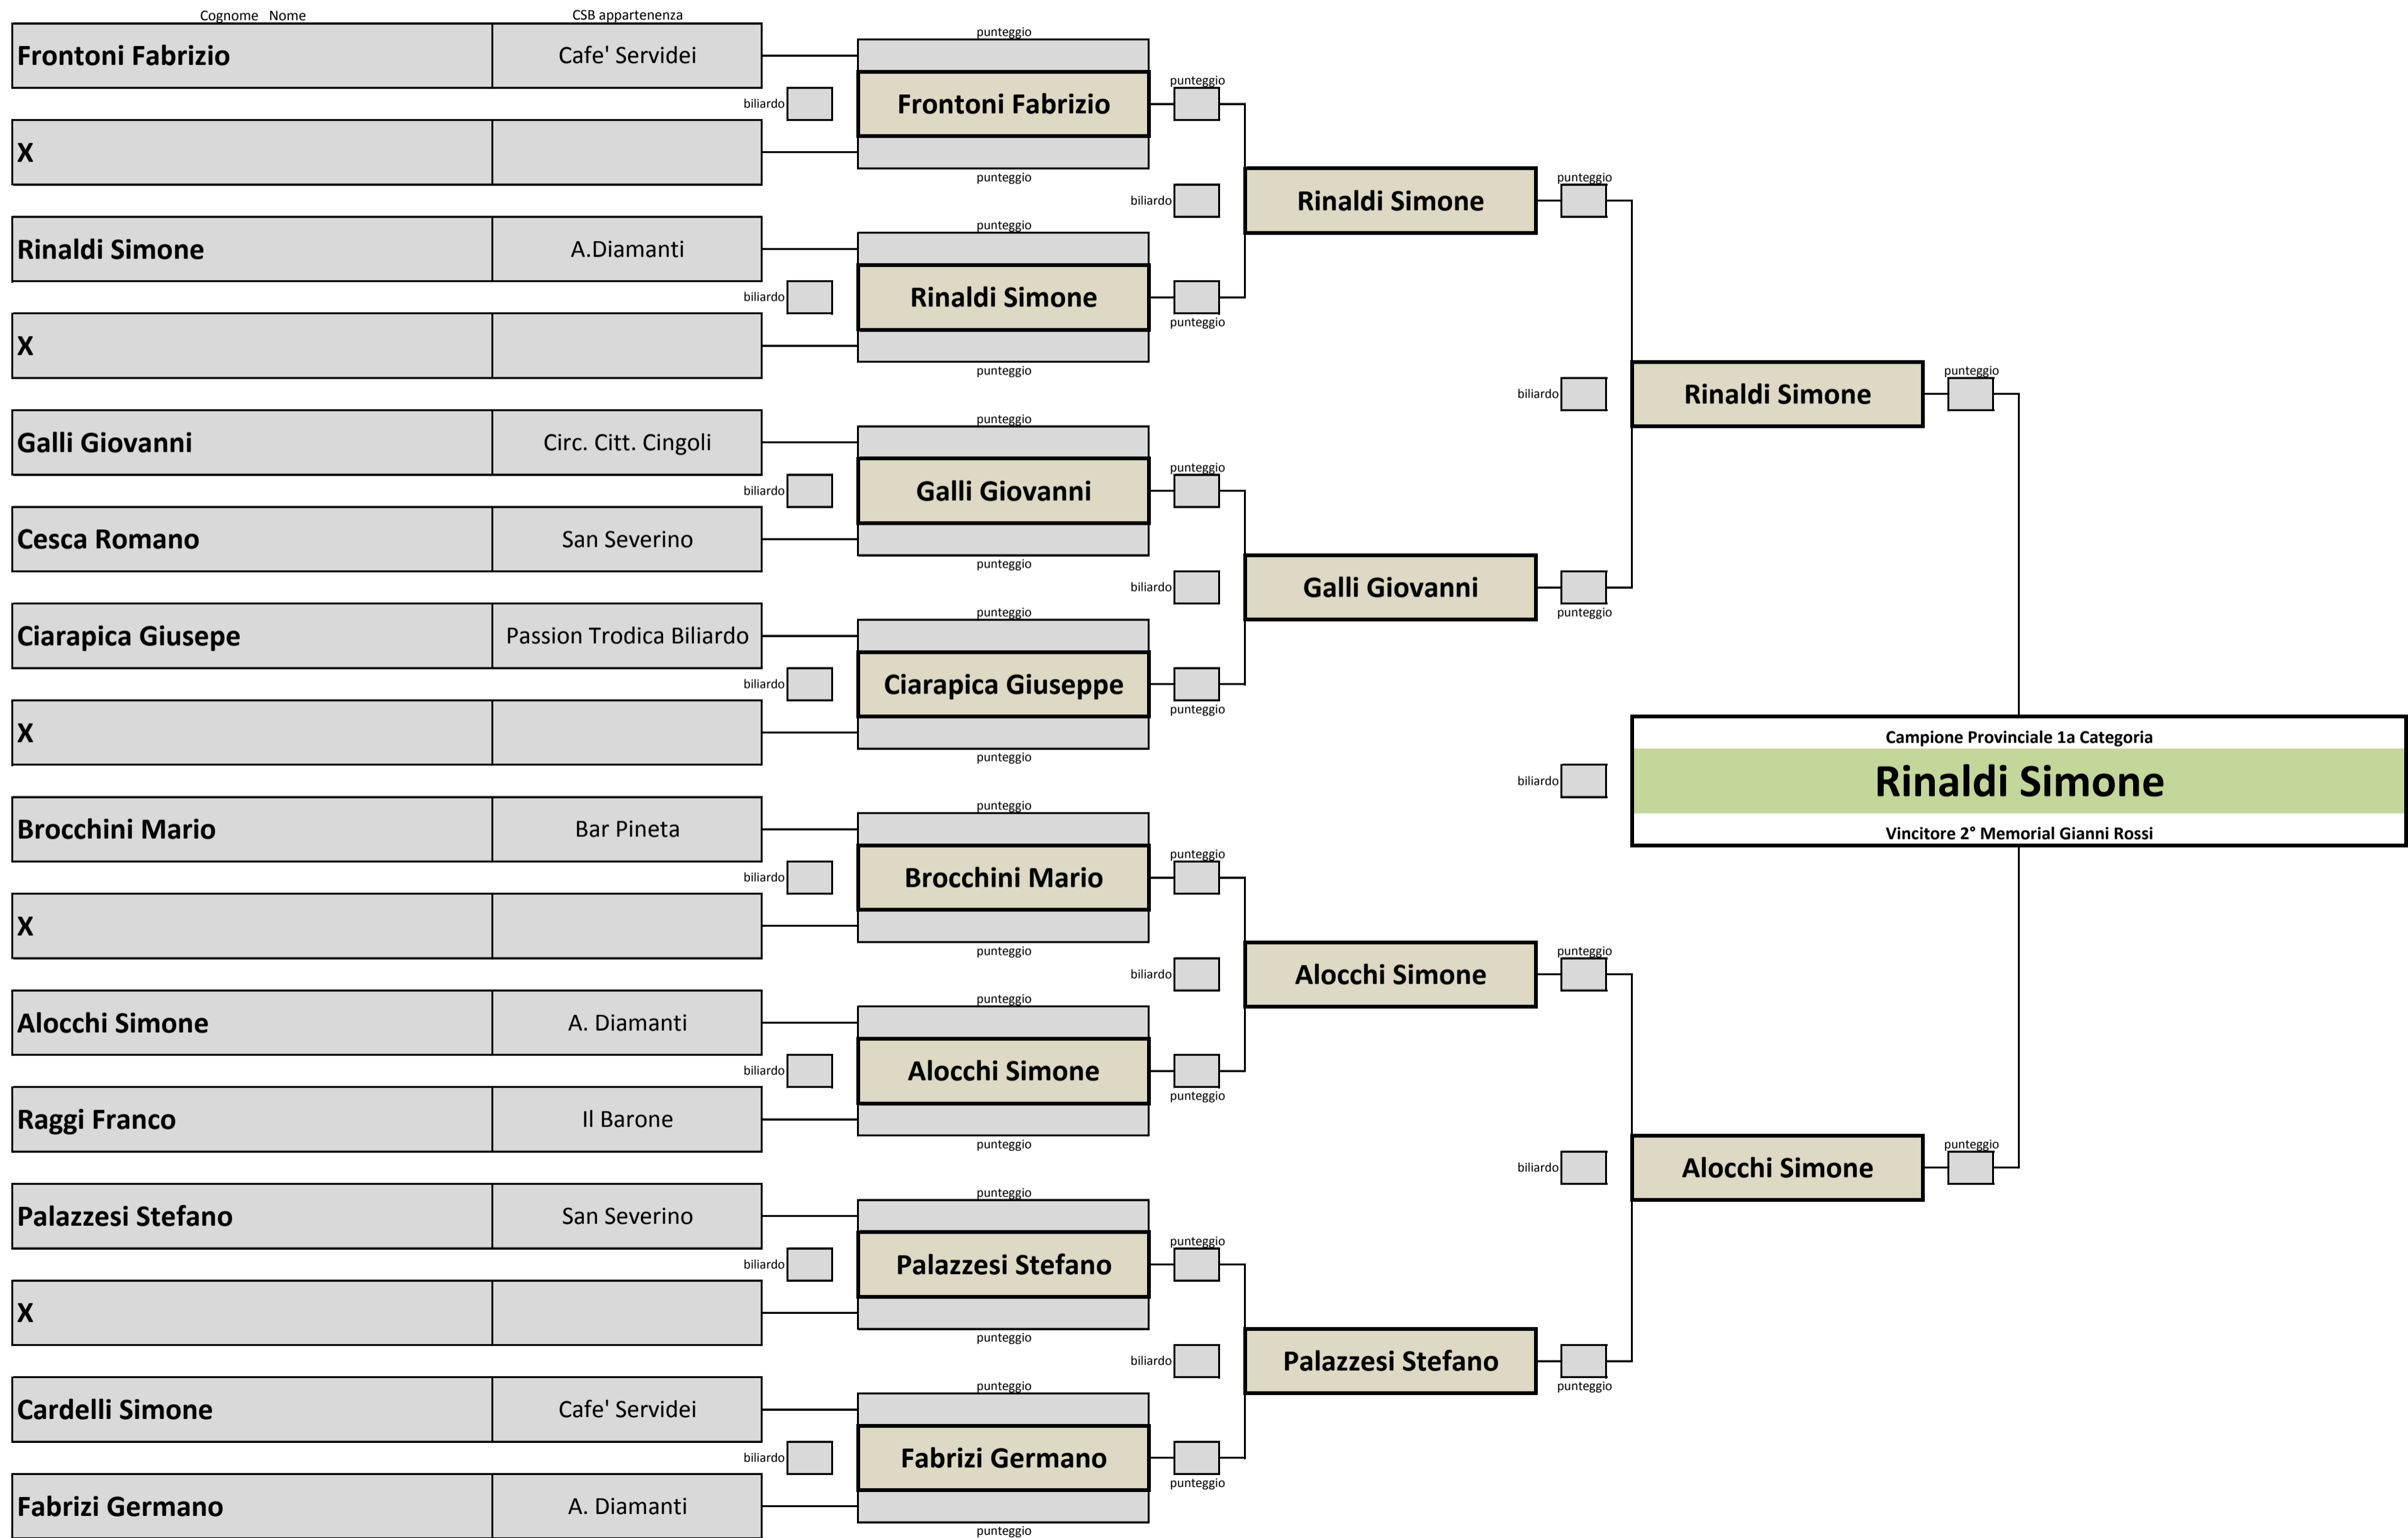 Cognome   Nome
CSB appartenenza
Frontoni Fabrizio
Cafe' Servidei
punteggio
biliardo
Frontoni Fabrizio
punteggio
X
punteggio
biliardo
Rinaldi Simone
punteggio
Rinaldi Simone
A.Diamanti
punteggio
biliardo
Rinaldi Simone
punteggio
X
punteggio
biliardo
Rinaldi Simone
punteggio
Galli Giovanni
Circ. Citt. Cingoli
punteggio
biliardo
Galli Giovanni
punteggio
Cesca Romano
San Severino
punteggio
biliardo
Galli Giovanni
punteggio
Ciarapica Giusepe
Passion Trodica Biliardo
punteggio
biliardo
Ciarapica Giuseppe
punteggio
X
punteggio
biliardo
Campione Provinciale 1a Categoria
Rinaldi Simone
Vincitore 2° Memorial Gianni Rossi
Brocchini Mario
Bar Pineta
punteggio
biliardo
Brocchini Mario
punteggio
X
punteggio
biliardo
Alocchi Simone
punteggio
Alocchi Simone
A. Diamanti
punteggio
biliardo
Alocchi Simone
punteggio
Raggi Franco
Il Barone
punteggio
biliardo
Alocchi Simone
punteggio
Palazzesi Stefano
San Severino
punteggio
biliardo
Palazzesi Stefano
punteggio
X
punteggio
biliardo
Palazzesi Stefano
punteggio
Cardelli Simone
Cafe' Servidei
punteggio
biliardo
Fabrizi Germano
punteggio
Fabrizi Germano
A. Diamanti
punteggio